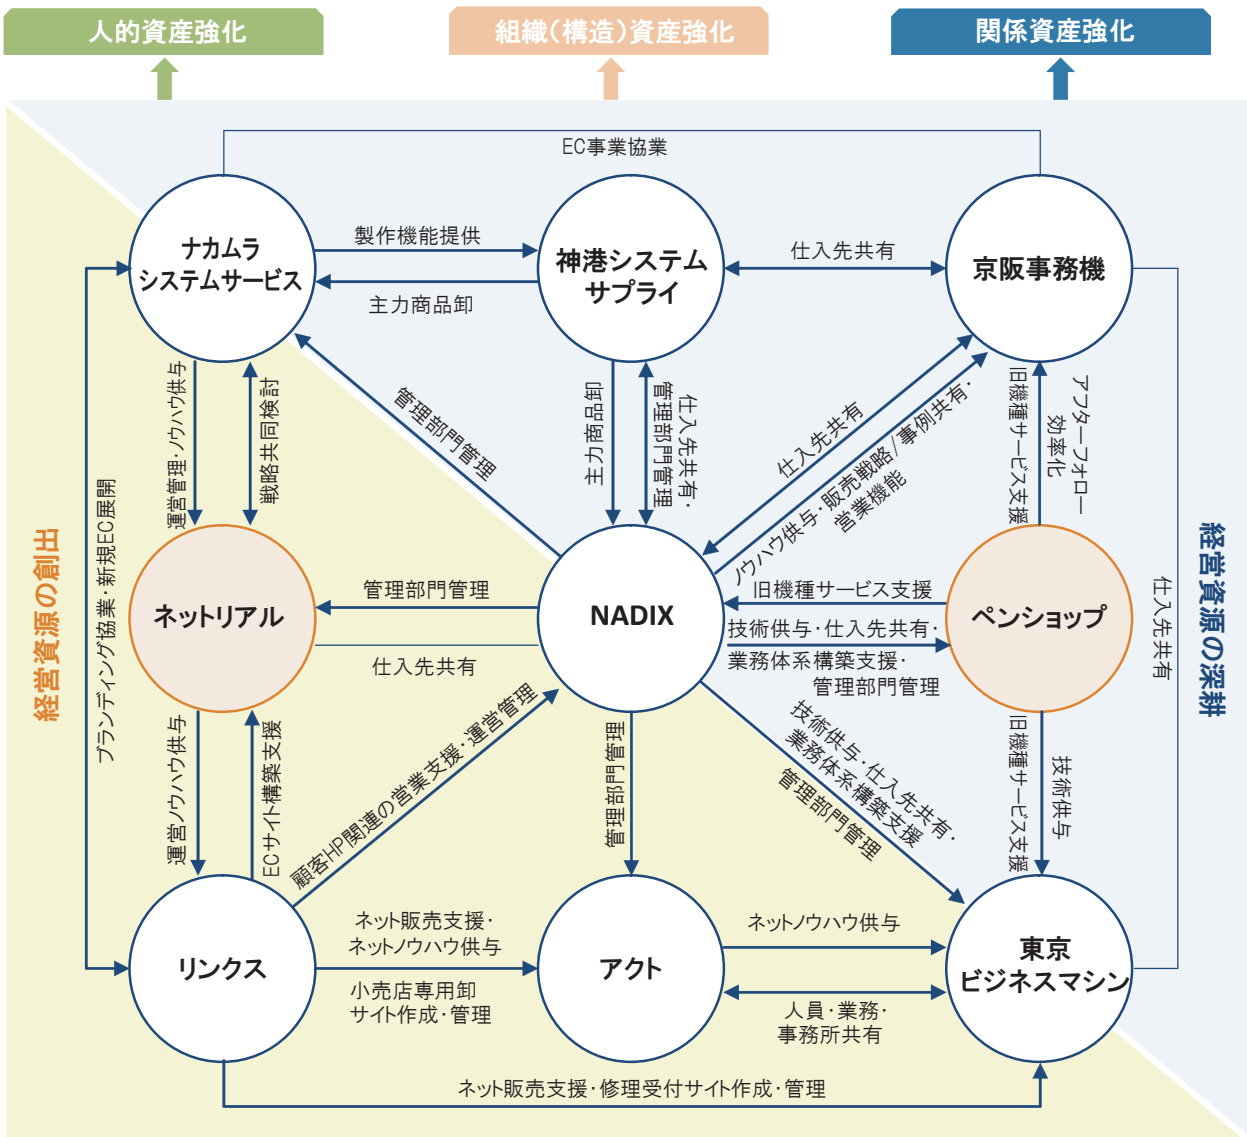 人的資産強化
組織(構造)資産強化
関係資産強化
EC事業協業
ナカムラ
システムサービス
製作機能提供
主力商品卸
神港システム
サプライ
仕入先共有
京阪事務機
運営管理・ノウハウ供与
戦略共同検討
管理部門管理
主力商品卸
仕入先共有・
管理部門管理
仕入先共有
ノウハウ供与・販売戦略/事例共有・
営業機能
旧機種サービス支援
アフターフォロー
効率化
経営資源の創出
ブランディング協業・新規EC展開
ネットリアル
管理部門管理
仕入先共有
NADIX
旧機種サービス支援
技術供与・仕入先共有・
業務体系構築支援・
管理部門管理
ペンショップ
仕入先共有
経営資源の深耕
運営ノウハウ供与
ECサイト構築支援
顧客HP関連の営業支援・運営管理
管理部門管理
技術供与・仕入先共有・
業務体系構築支援
管理部門管理
旧機種サービス支援
技術供与
リンクス
ネット販売支援・
ネットノウハウ供与
小売店専用卸
サイト作成・管理
アクト
ネットノウハウ供与
人員・業務・
事務所共有
東京
ビジネスマシン
ネット販売支援・修理受付サイト作成・管理